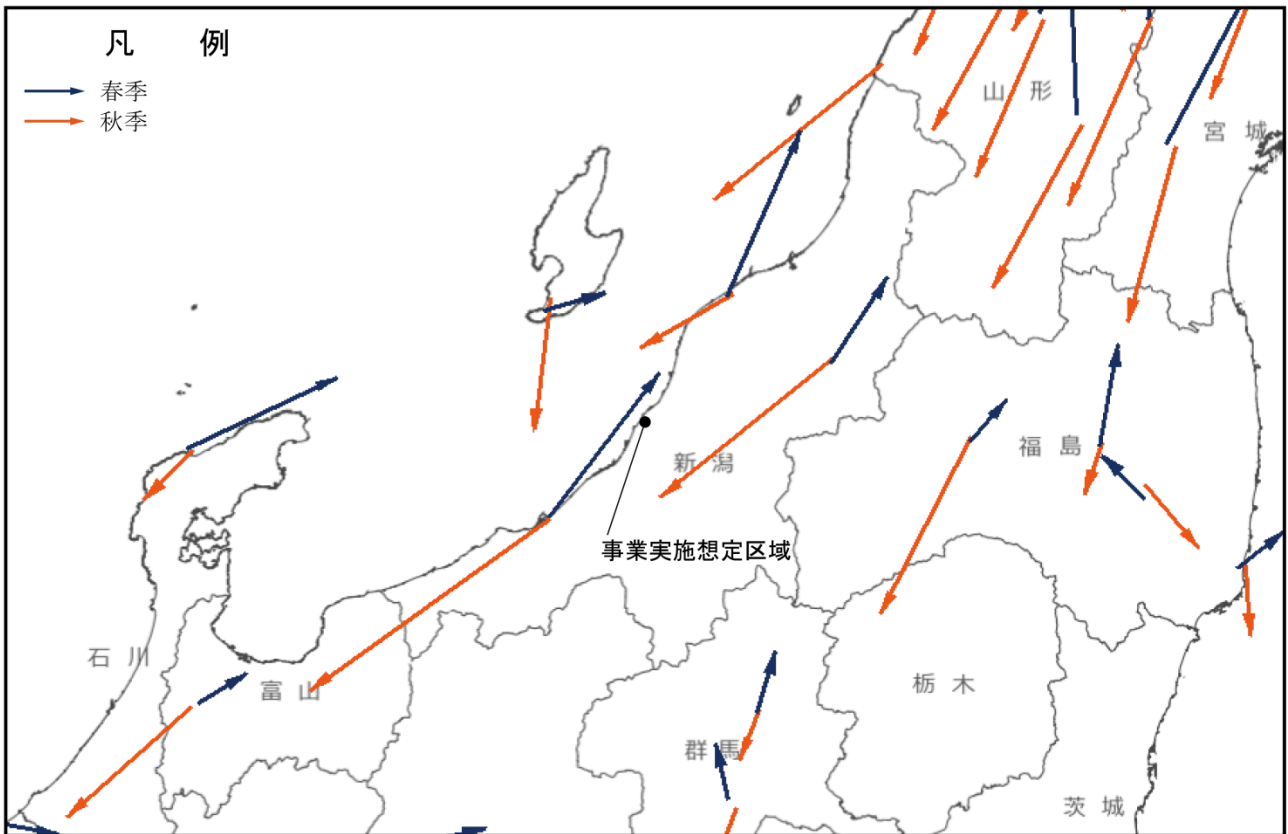 凡 例
春季
秋季
山 形
宮 城
福 島
新 潟
事業実施想定区域
石 川
富 山
栃 木
群 馬
茨 城